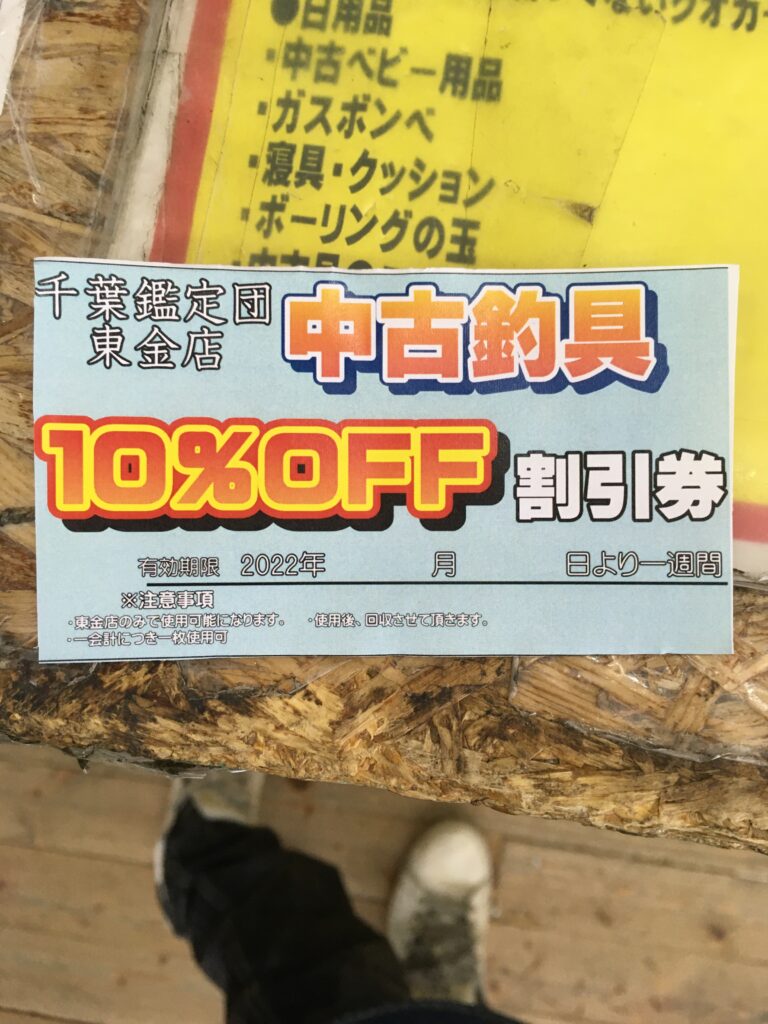 ●日用品
・中古ベビー用品
・ガスボンベ
・寝具・クッション
・ボーリングの玉
千葉鑑定団
東金店
中古釣具
10%OFF 割引券
有効期限 2022年 月 日より一週間
※注意事項
・東金店のみで使用可能になります。 ・使用後、回収させて頂きます。
・一会計につき一枚使用可